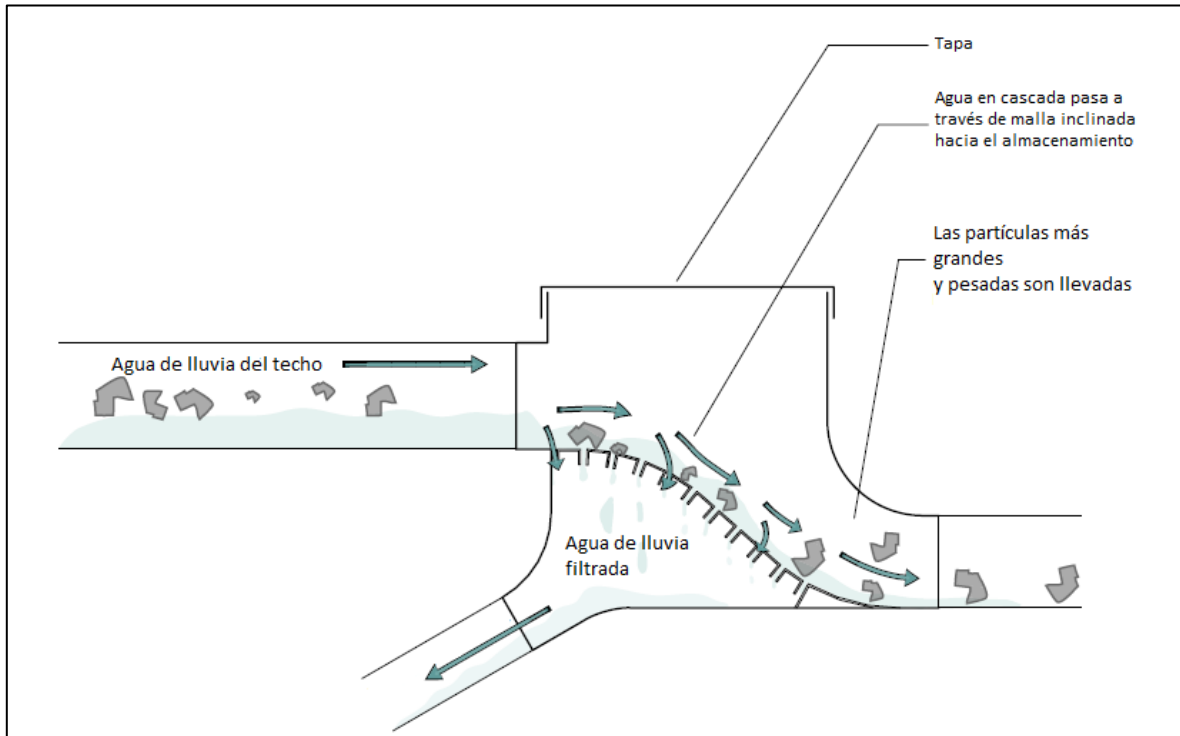 Tapa
Agua en cascada pasa a
través de malla inclinada
hacia el almacenamiento
Las partículas más
grandes
y pesadas son llevadas
Agua de lluvia del techo
Agua de lluvia
filtrada